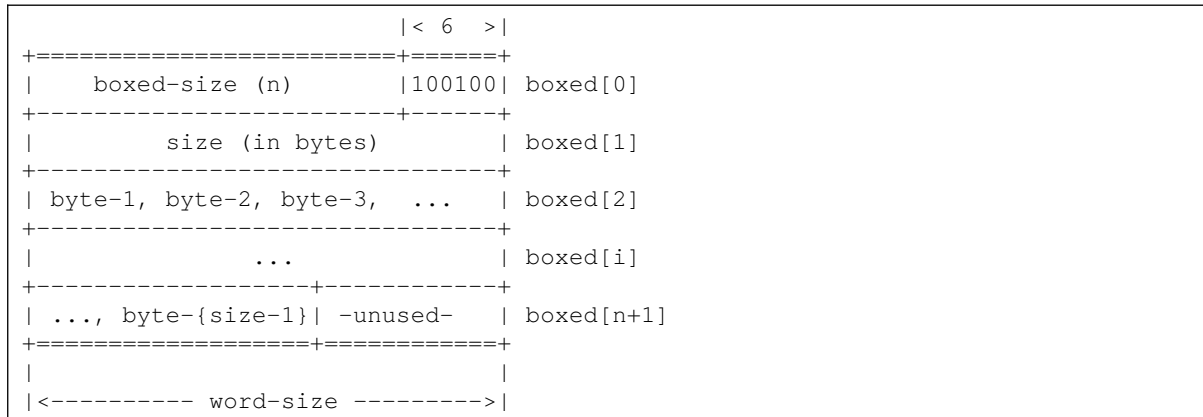 |< 6  >|
+=========================+======+
|    boxed-size (n)       |100100| boxed[0]
+-------------------------+------+
|         size (in bytes)        | boxed[1]
+--------------------------------+
| byte-1, byte-2, byte-3,  ...   | boxed[2]
+--------------------------------+
|               ...              | boxed[i]
+-------------------+------------+
| ..., byte-{size-1}| -unused-   | boxed[n+1]
+===================+============+
|                                |
|<---------- word-size --------->|